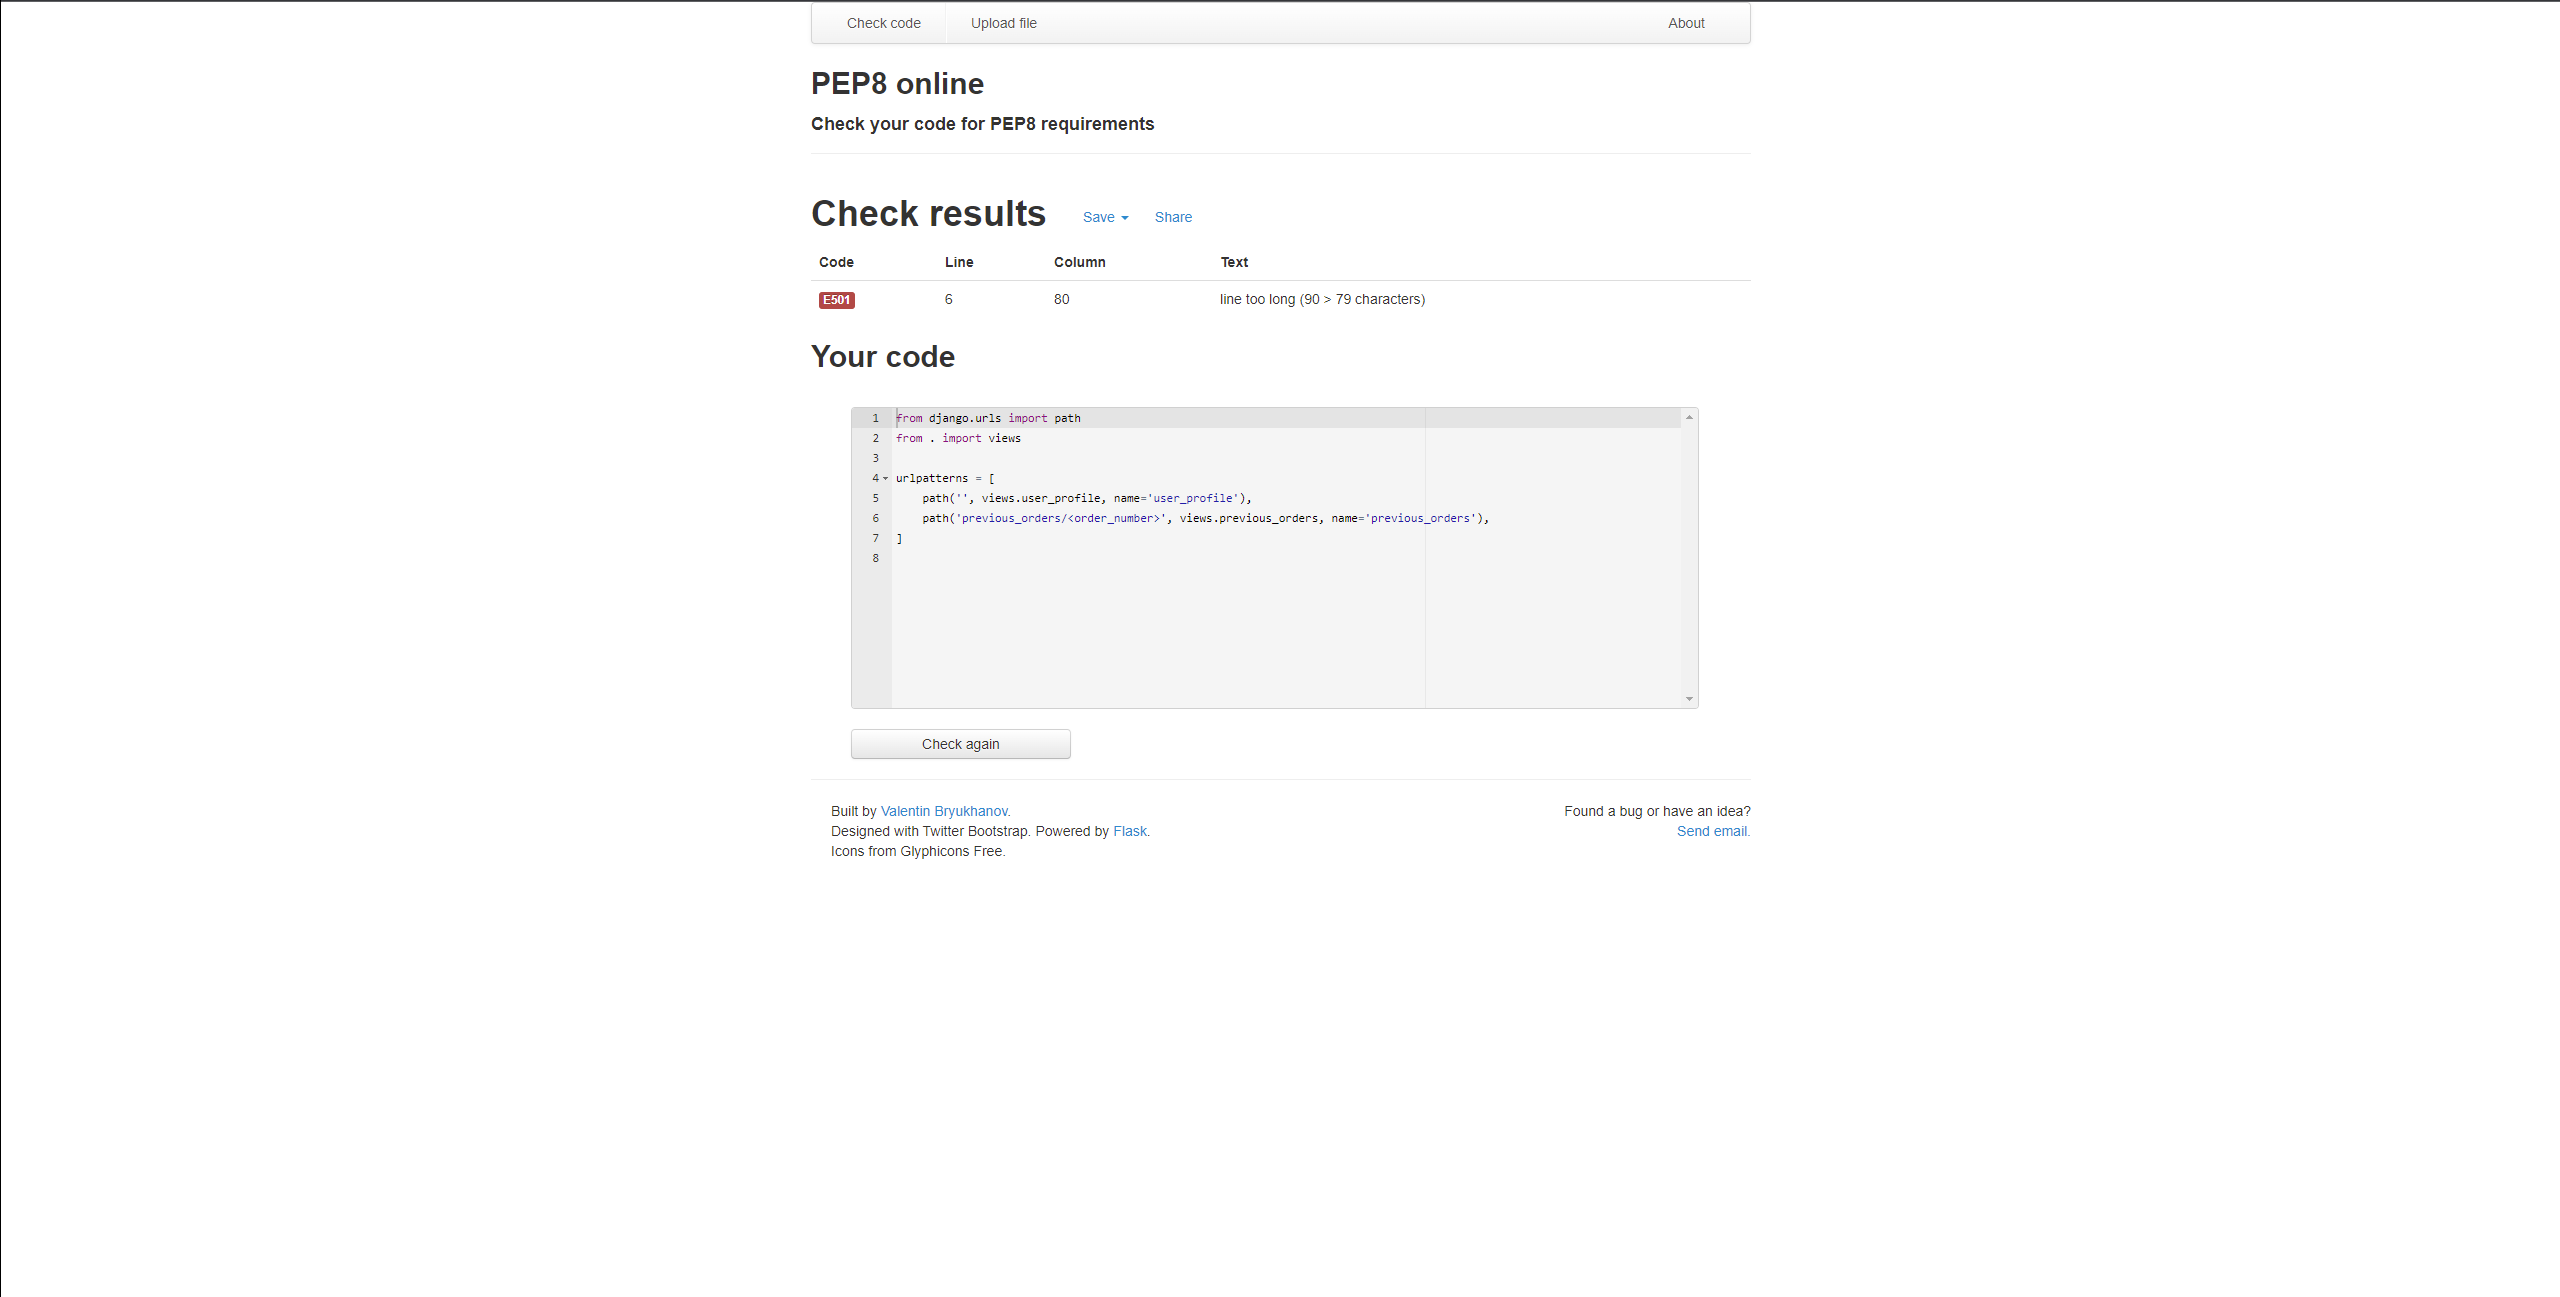 Check code Upload file About
PEP8 online
Check your code for PEP8 requirements
Check results Save Share
Code Line Column Text
E501 6 80 line too long (90 > 79 characters)
Your code
1 from django.urls import path
2 from . import views
3
4 urlpatterns = [
5     path('', views.user_profile, name='user_profile'),
6     path('previous_orders/<order_number>', views.previous_orders, name='previous_orders'),
7 ]
8
Check again
Built by Valentin Bryukhanov. Found a bug or have an idea?
Designed with Twitter Bootstrap. Powered by Flask. Send email.
Icons from Glyphicons Free.